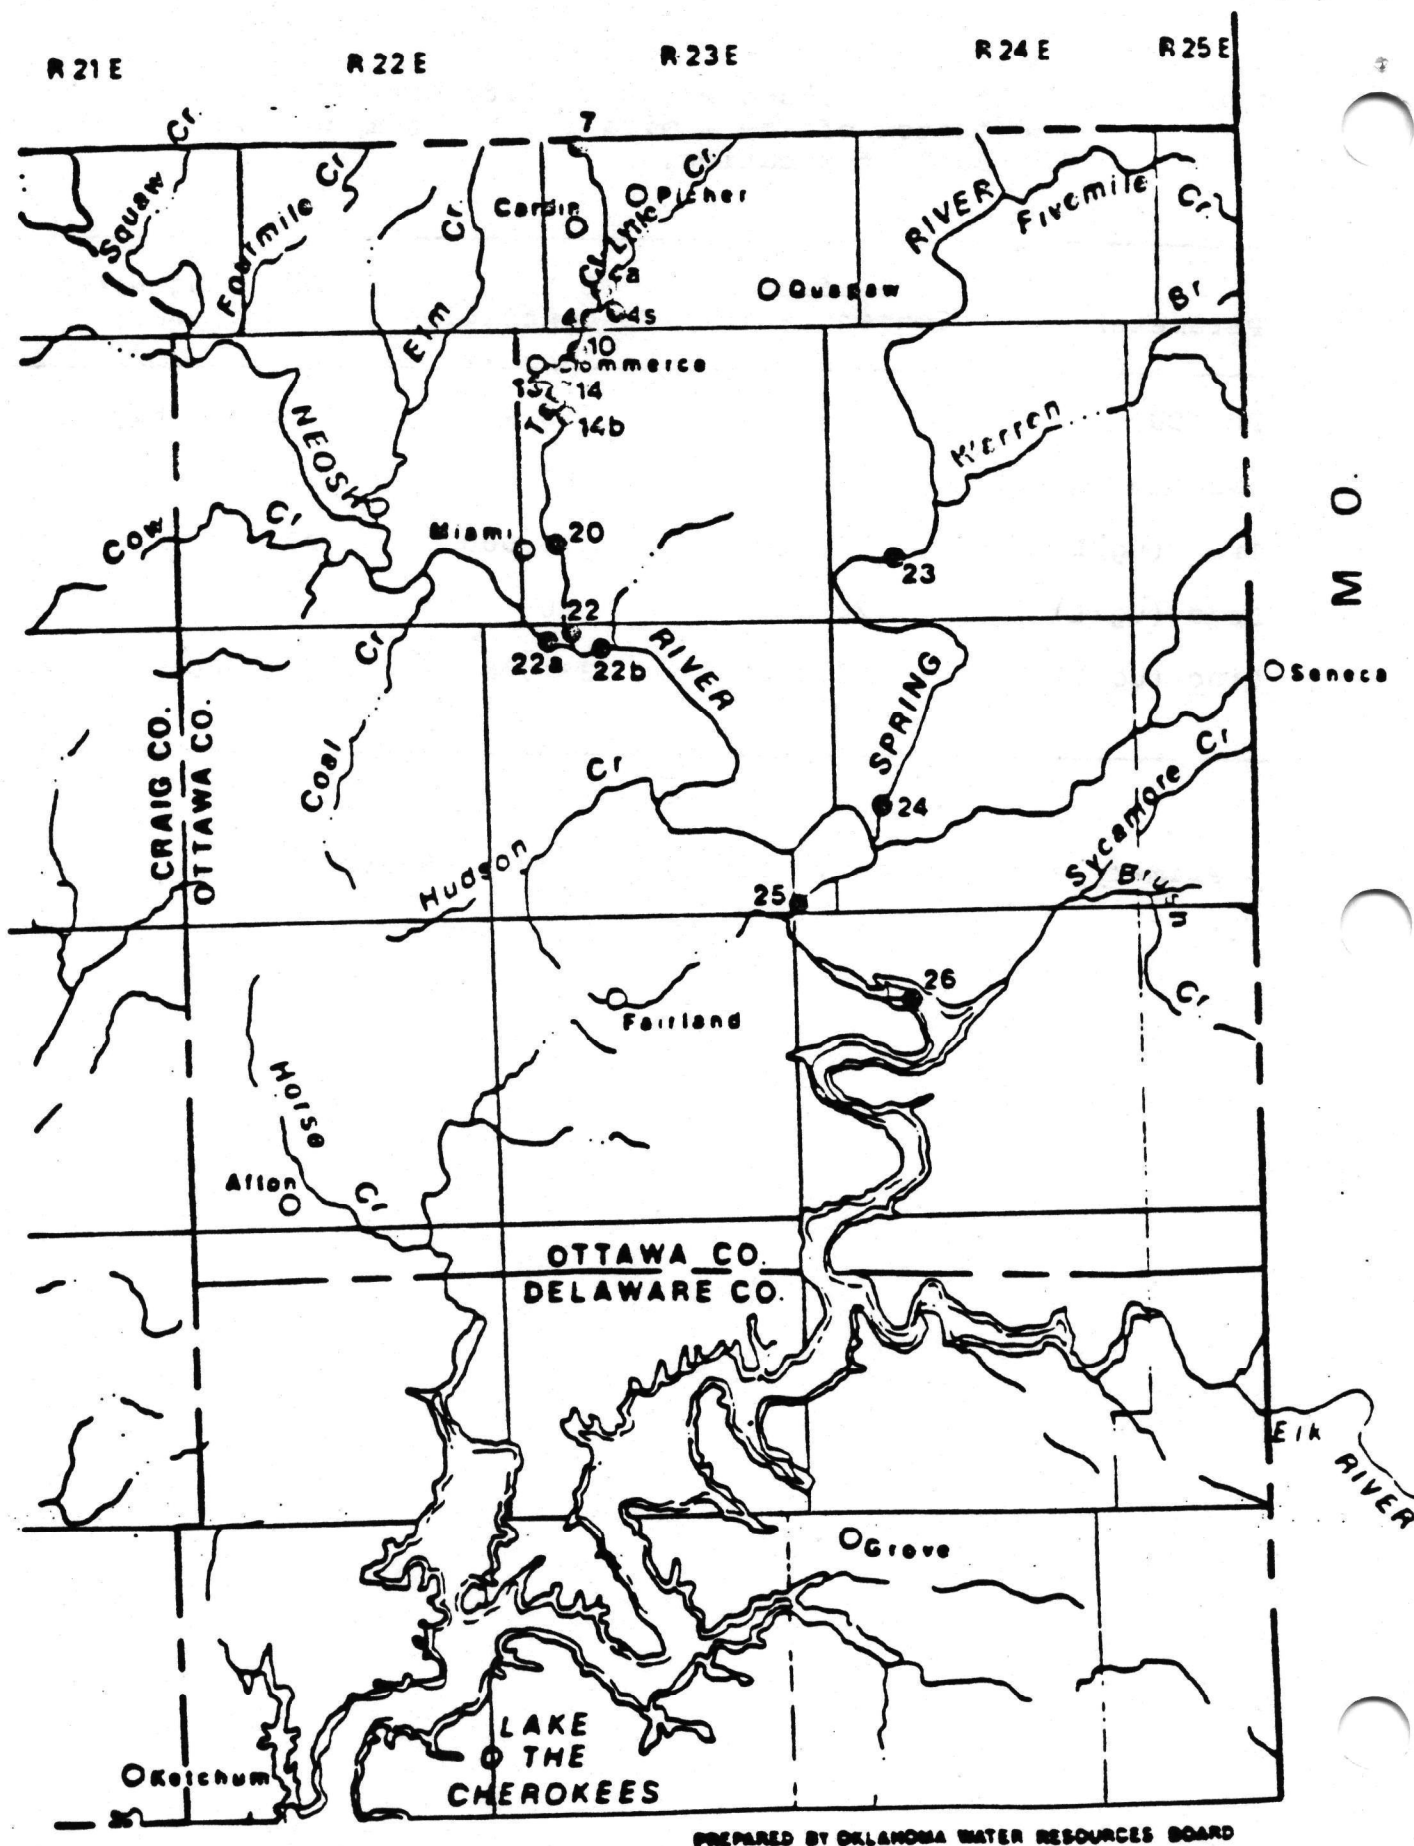 R 21 E
R 22 E
R 23 E
R 24 E
R 25 E
7
Squaw Cr.
Fourmile Cr.
Elm Cr.
Cardin
Picher
Lytle Cr.
RIVER
Fivemile Cr.
Quapaw
4s
Br
10
Commerce
14
14b
NEOSHO
Warren
Cow Cr
Miami
20
23
M O.
22
22a
22b
RIVER
Coal Cr
SPRING
Seneca
CRAIG CO.
OTTAWA CO.
Hudson Cr
24
Sycamore Cr
25
Brush Cr
26
Fairland
Horse Cr
Afton
OTTAWA CO.
DELAWARE CO.
Elk RIVER
Grove
LAKE
THE
CHEROKEES
Ketchum
PREPARED BY OKLAHOMA WATER RESOURCES BOARD